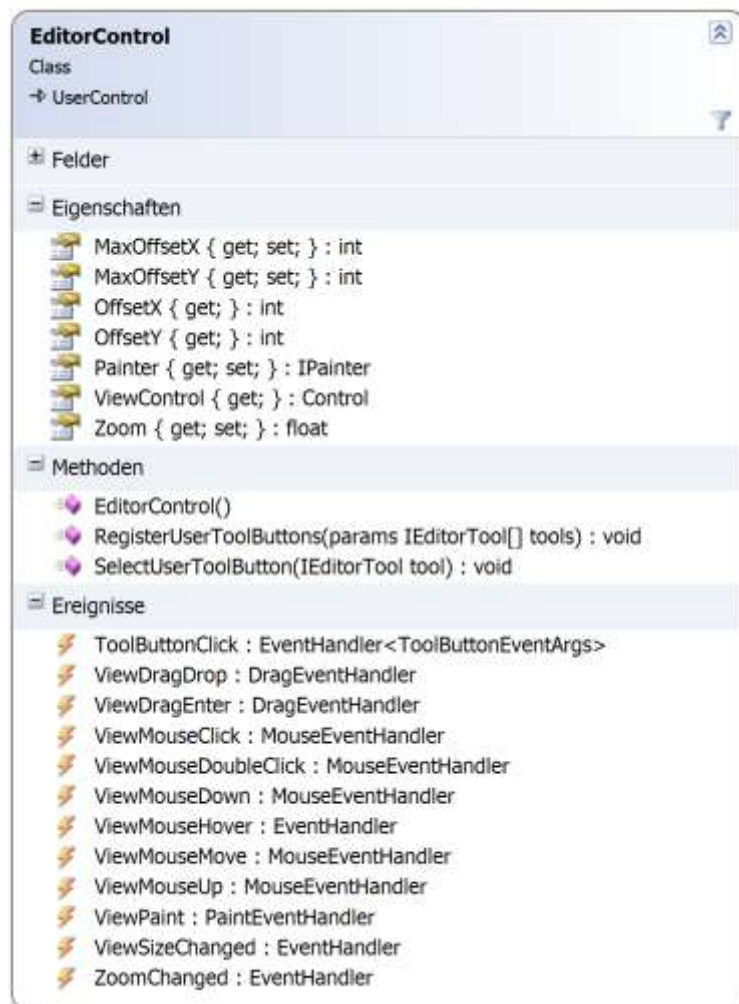 EditorControl
Class
UserControl
Felder
Eigenschaften
MaxOffsetX { get; set; } : int
MaxOffsetY { get; set; } : int
OffsetX { get; } : int
OffsetY { get; } : int
Painter { get; set; } : IPainter
ViewControl { get; } : Control
Zoom { get; set; } : float
Methoden
EditorControl()
RegisterUserToolButtons(params IEditorTool[] tools) : void
SelectUserToolButton(IEditorTool tool) : void
Ereignisse
ToolButtonClick : EventHandler<ToolButtonEventArgs>
ViewDragDrop : DragEventHandler
ViewDragEnter : DragEventHandler
ViewMouseClick : MouseEventHandler
ViewMouseDoubleClick : MouseEventHandler
ViewMouseDown : MouseEventHandler
ViewMouseHover : EventHandler
ViewMouseMove : MouseEventHandler
ViewMouseUp : MouseEventHandler
ViewPaint : PaintEventHandler
ViewSizeChanged : EventHandler
ZoomChanged : EventHandler